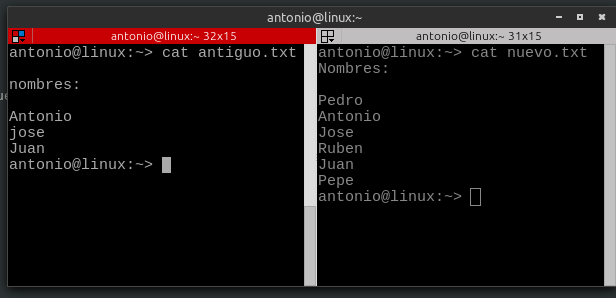 antonio@linux:~
antonio@linux:~ 32x15
antonio@linux:~> cat antiguo.txt
nombres:
Antonio
jose
Juan
antonio@linux:~>
antonio@linux:~ 31x15
antonio@linux:~> cat nuevo.txt
Nombres:
Pedro
Antonio
Jose
Ruben
Juan
Pepe
antonio@linux:~>